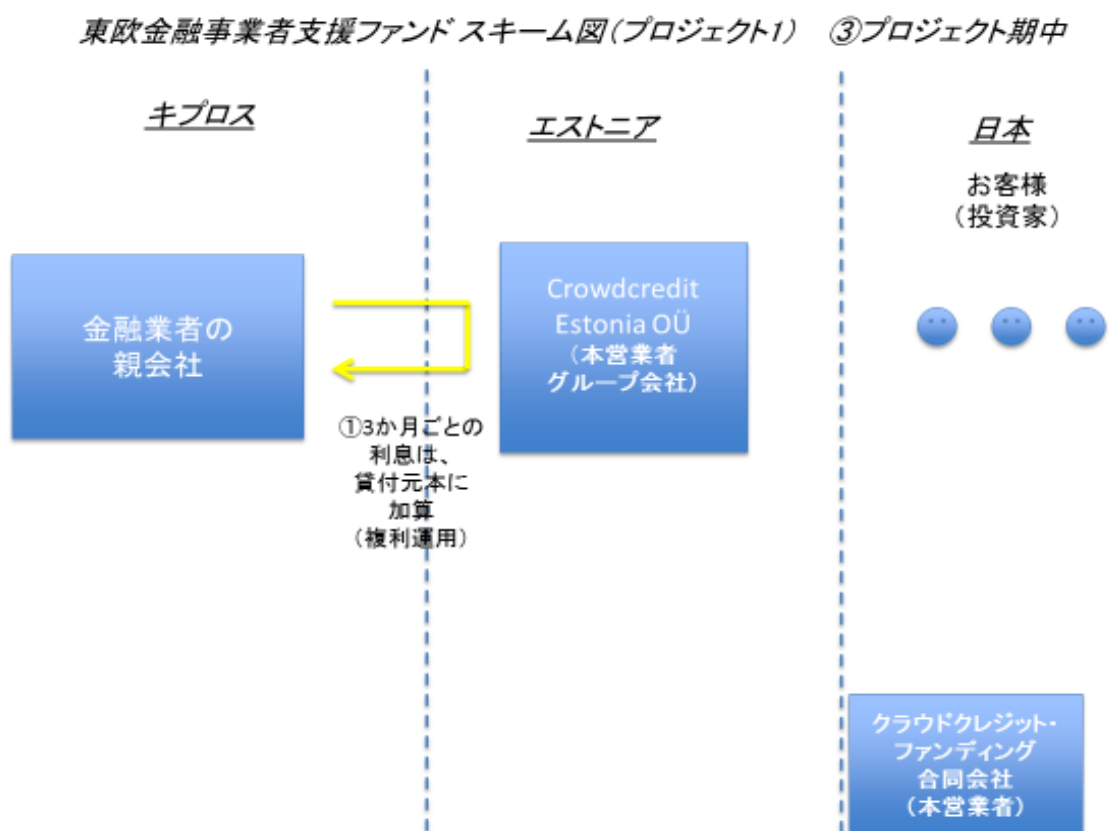 東欧金融事業者支援ファンド スキーム図(プロジェクト1)　③プロジェクト期中
キプロス
エストニア
日本
お客様
（投資家）
金融業者の
親会社
Crowdcredit
Estonia OÜ
（本営業者
グループ会社）
①3か月ごとの
利息は、
貸付元本に
加算
（複利運用）
クラウドクレジット・
ファンディング
合同会社
（本営業者）